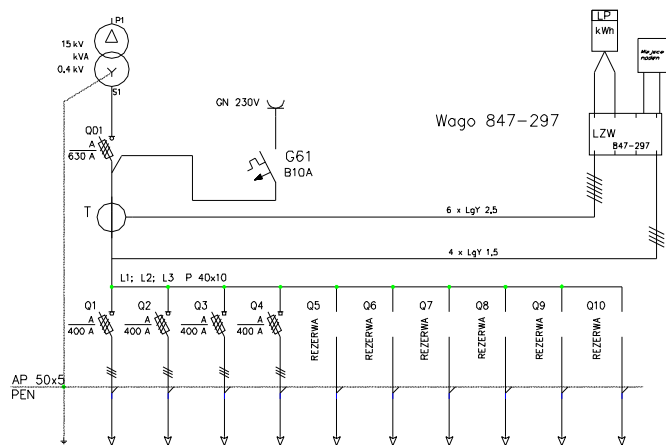 LP1
15 kV
kVA
0.4 kV
S1
LP
kWh
GN 230V
Wago 847-297
LZW
847-297
Q01
A
630 A
G61
B10A
T
6 x LgY 2.5
4 x LgY 1.5
L1; L2; L3 P 40x10
Q1 Q2 Q3 Q4 Q5 Q6 Q7 Q8 Q9 Q10
A A A A
400 A 400 A 400 A 400 A
REZERWA REZERWA REZERWA REZERWA REZERWA REZERWA
AP 50x5
PEN